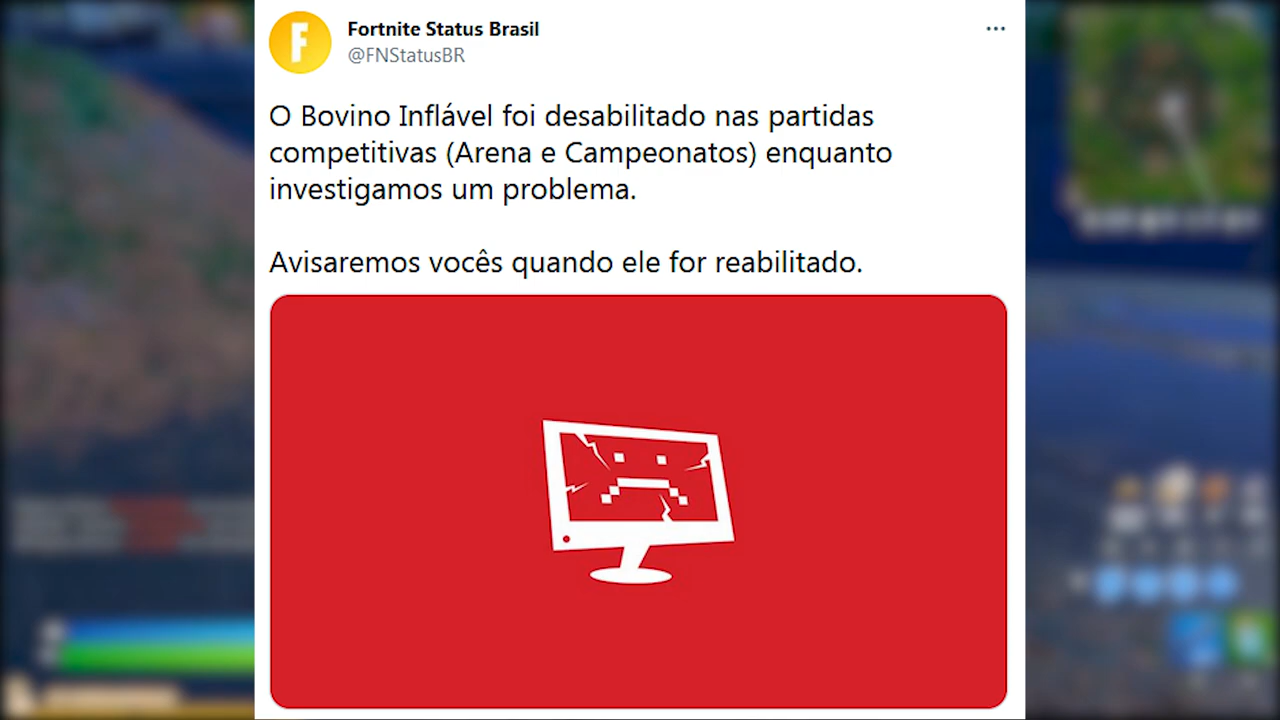 Fortnite Status Brasil
@FNStatusBR
O Bovino Inflável foi desabilitado nas partidas
competitivas (Arena e Campeonatos) enquanto
investigamos um problema.
Avisaremos vocês quando ele for reabilitado.